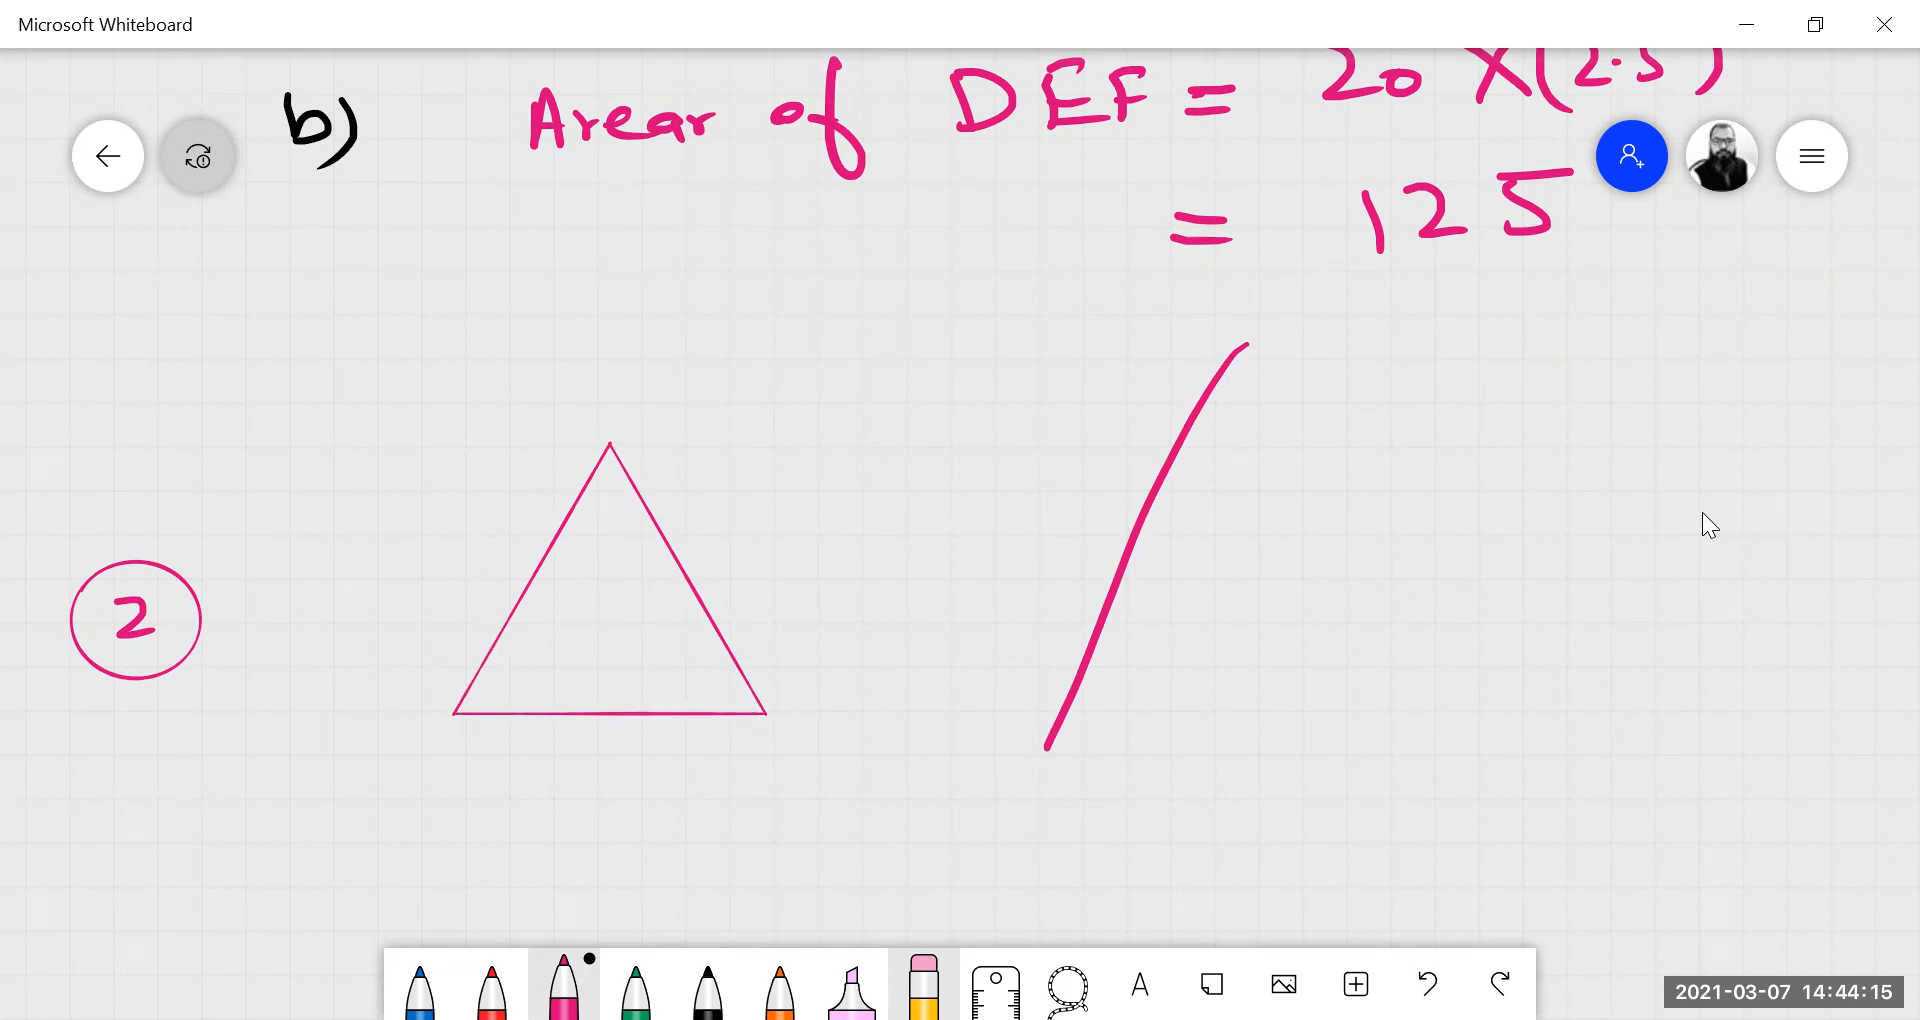 Microsoft Whiteboard
b) Arear of DEF = 20 X (2.5)
= 125
2
A
2021-03-07 14:44:15